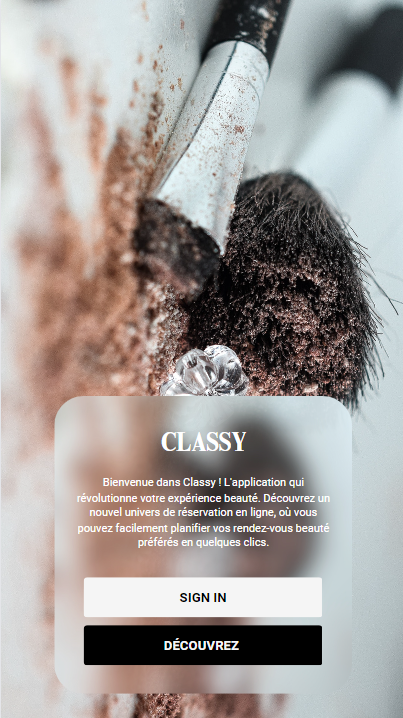 CLASSY
Bienvenue dans Classy ! L'application qui
révolutionne votre expérience beauté. Découvrez un
nouvel univers de réservation en ligne, où vous
pouvez facilement planifier vos rendez-vous beauté
préférés en quelques clics.
SIGN IN
DÉCOUVREZ